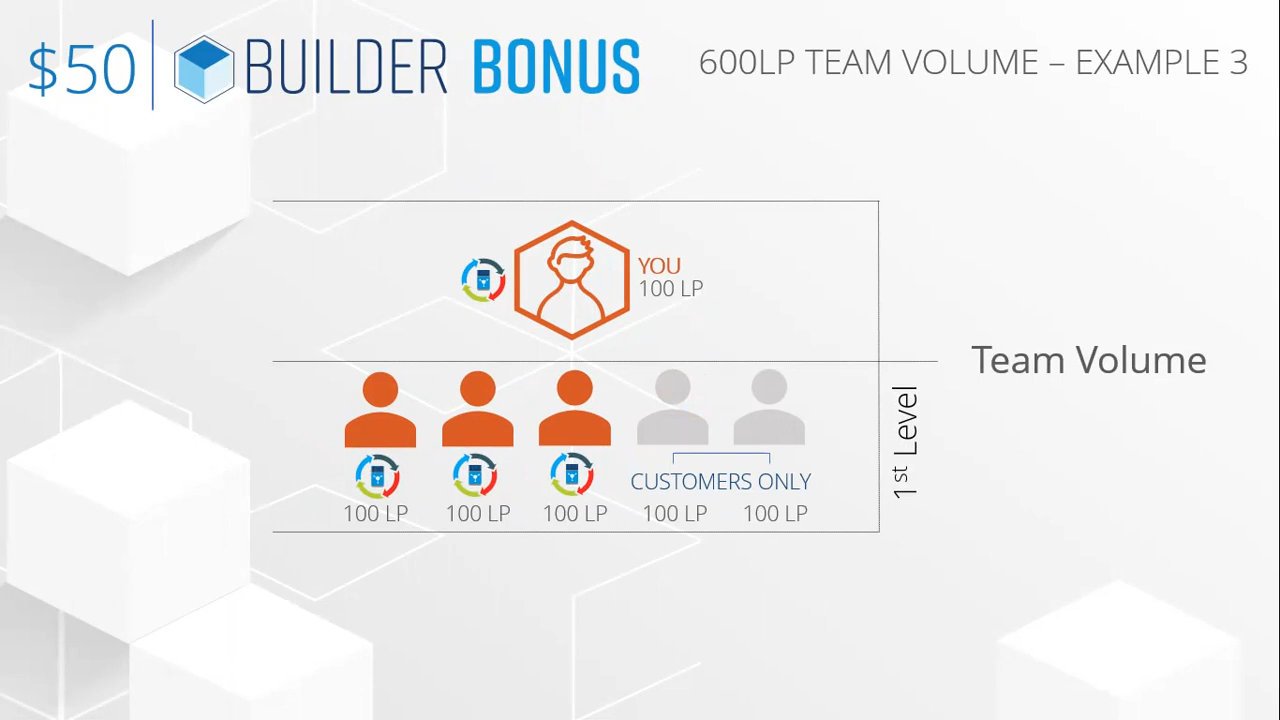 $50 BUILDER BONUS
600LP TEAM VOLUME – EXAMPLE 3
YOU
100 LP
Team Volume
1st Level
CUSTOMERS ONLY
100 LP 100 LP 100 LP 100 LP 100 LP